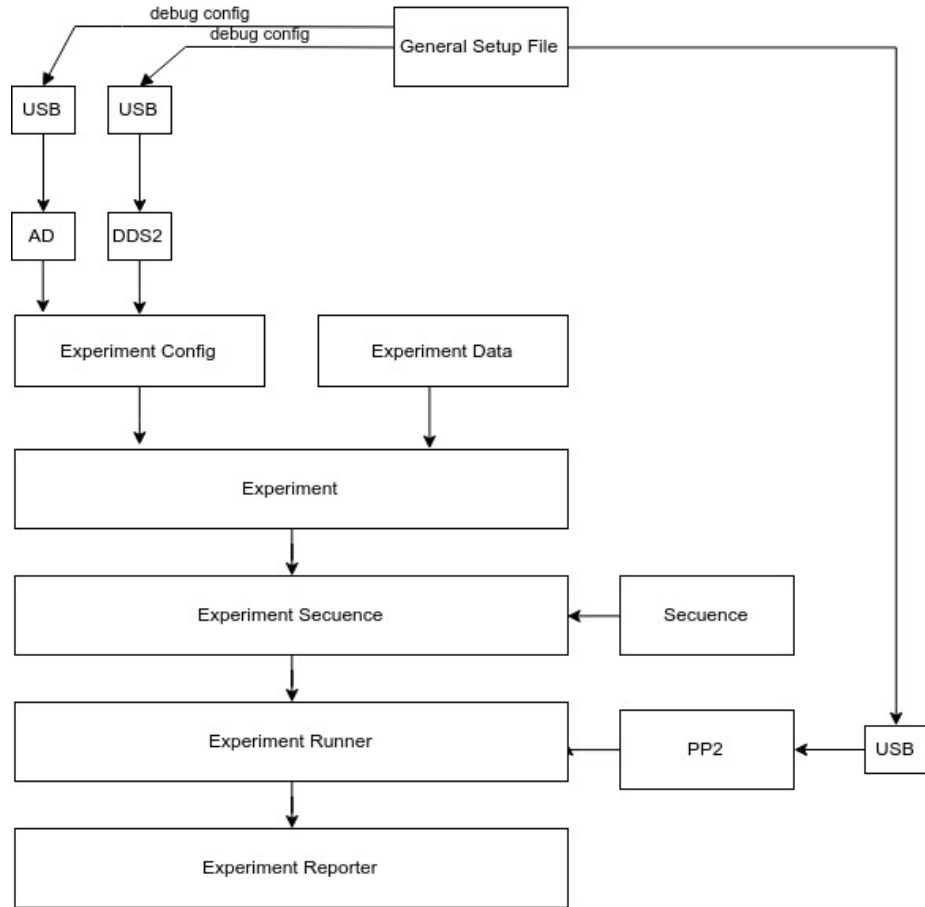 debug config
debug config
General Setup File
USB
USB
AD
DDS2
Experiment Config
Experiment Data
Experiment
Experiment Secuence
Secuence
Experiment Runner
PP2
USB
Experiment Reporter